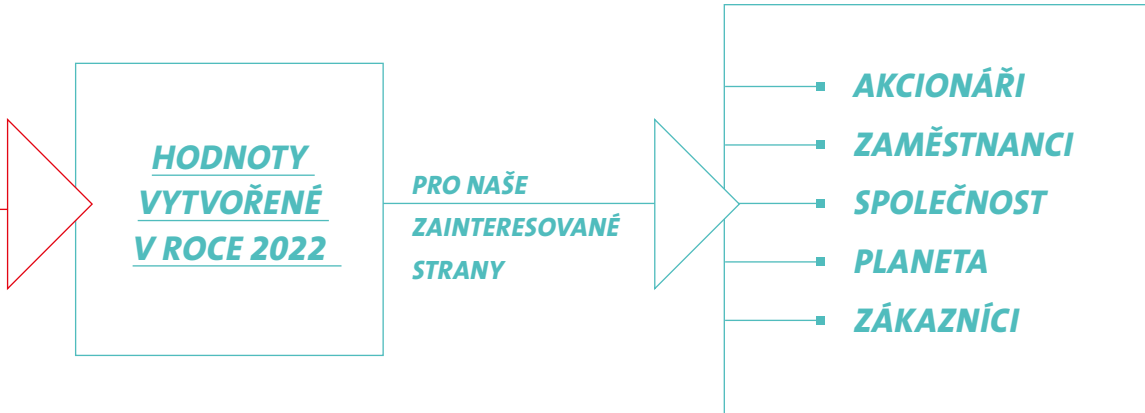 HODNOTY
VYTVOŘENÉ
V ROCE 2022
PRO NAŠE
ZAINTERESOVANÉ
STRANY
AKCIONÁŘI
ZAMĚSTNANCI
SPOLEČNOST
PLANETA
ZÁKAZNÍCI